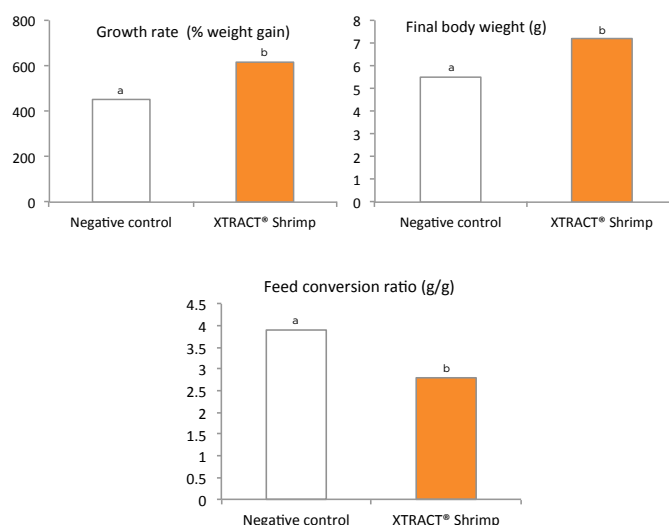 Growth rate  (% weight gain)
800
600
400
200
0
a
b
Negative control
XTRACT® Shrimp
Final body wieght (g)
8
7
6
5
4
3
2
1
0
a
b
Negative control
XTRACT® Shrimp
Feed conversion ratio (g/g)
4.5
4
3.5
3
2.5
2
1.5
1
0.5
0
a
b
Negative control
XTRACT® Shrimp